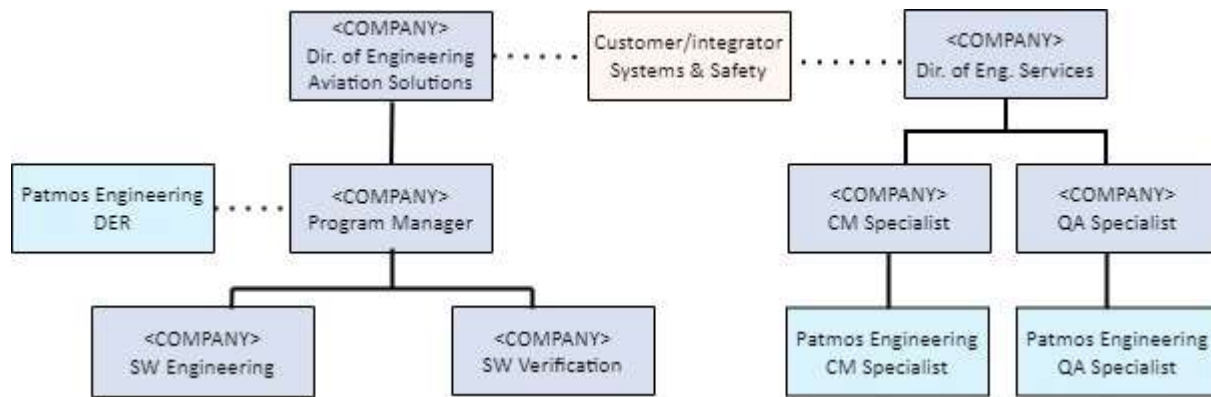 <COMPANY>
Dir. of Engineering
Aviation Solutions
Customer/integrator
Systems & Safety
<COMPANY>
Dir. of Eng. Services
Patmos Engineering
DER
<COMPANY>
Program Manager
<COMPANY>
CM Specialist
<COMPANY>
QA Specialist
<COMPANY>
SW Engineering
<COMPANY>
SW Verification
Patmos Engineering
CM Specialist
Patmos Engineering
QA Specialist